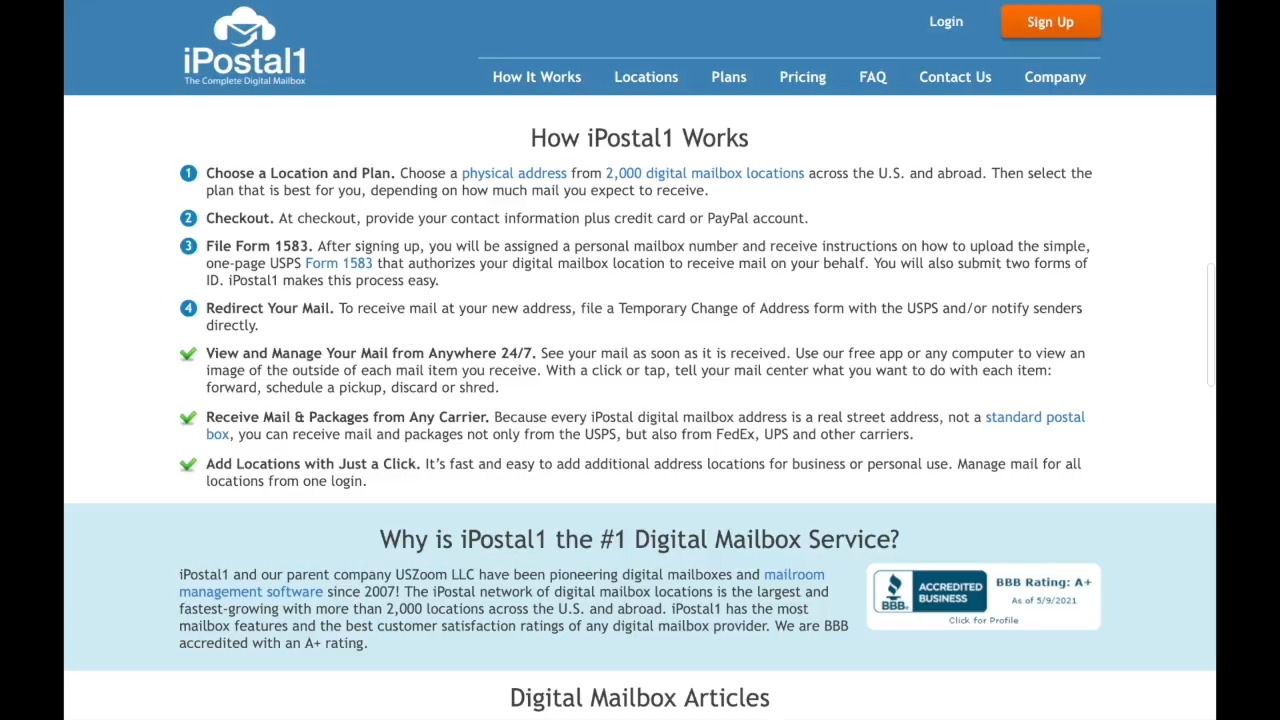 iPostal1
The Complete Digital Mailbox
Login
Sign Up
How It Works
Locations
Plans
Pricing
FAQ
Contact Us
Company
How iPostal1 Works
1 Choose a Location and Plan. Choose a physical address from 2,000 digital mailbox locations across the U.S. and abroad. Then select the
plan that is best for you, depending on how much mail you expect to receive.
2 Checkout. At checkout, provide your contact information plus credit card or PayPal account.
3 File Form 1583. After signing up, you will be assigned a personal mailbox number and receive instructions on how to upload the simple,
one-page USPS Form 1583 that authorizes your digital mailbox location to receive mail on your behalf. You will also submit two forms of
ID. iPostal1 makes this process easy.
4 Redirect Your Mail. To receive mail at your new address, file a Temporary Change of Address form with the USPS and/or notify senders
directly.
View and Manage Your Mail from Anywhere 24/7. See your mail as soon as it is received. Use our free app or any computer to view an
image of the outside of each mail item you receive. With a click or tap, tell your mail center what you want to do with each item:
forward, schedule a pickup, discard or shred.
Receive Mail & Packages from Any Carrier. Because every iPostal digital mailbox address is a real street address, not a standard postal
box, you can receive mail and packages not only from the USPS, but also from FedEx, UPS and other carriers.
Add Locations with Just a Click. It's fast and easy to add additional address locations for business or personal use. Manage mail for all
locations from one login.
Why is iPostal1 the #1 Digital Mailbox Service?
iPostal1 and our parent company USZoom LLC have been pioneering digital mailboxes and mailroom
management software since 2007! The iPostal network of digital mailbox locations is the largest and
fastest-growing with more than 2,000 locations across the U.S. and abroad. iPostal1 has the most
mailbox features and the best customer satisfaction ratings of any digital mailbox provider. We are BBB
accredited with an A+ rating.
BBB.
ACCREDITED
BUSINESS
BBB Rating: A+
As of 5/9/2021
Click for Profile
Digital Mailbox Articles